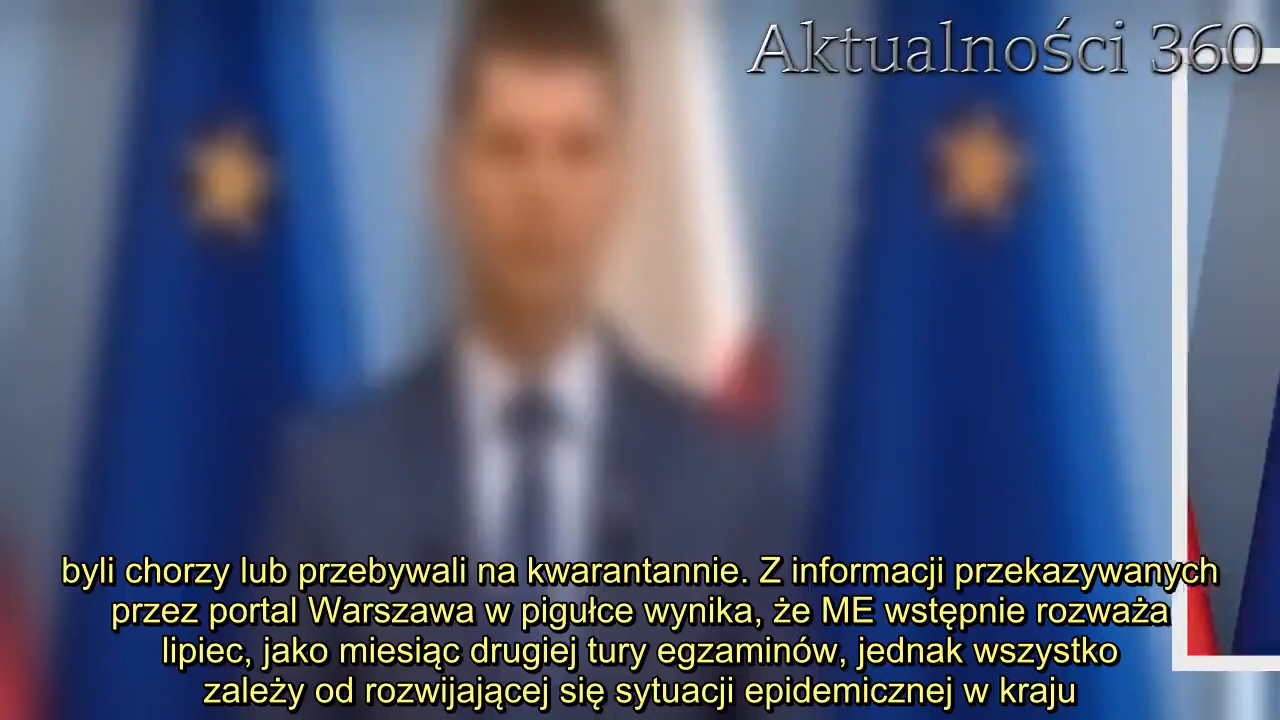 Aktualności 360
byli chorzy lub przebywali na kwarantannie. Z informacji przekazywanych
przez portal Warszawa w pigułce wynika, że ME wstępnie rozważa
lipiec, jako miesiąc drugiej tury egzaminów, jednak wszystko
zależy od rozwijającej się sytuacji epidemicznej w kraju